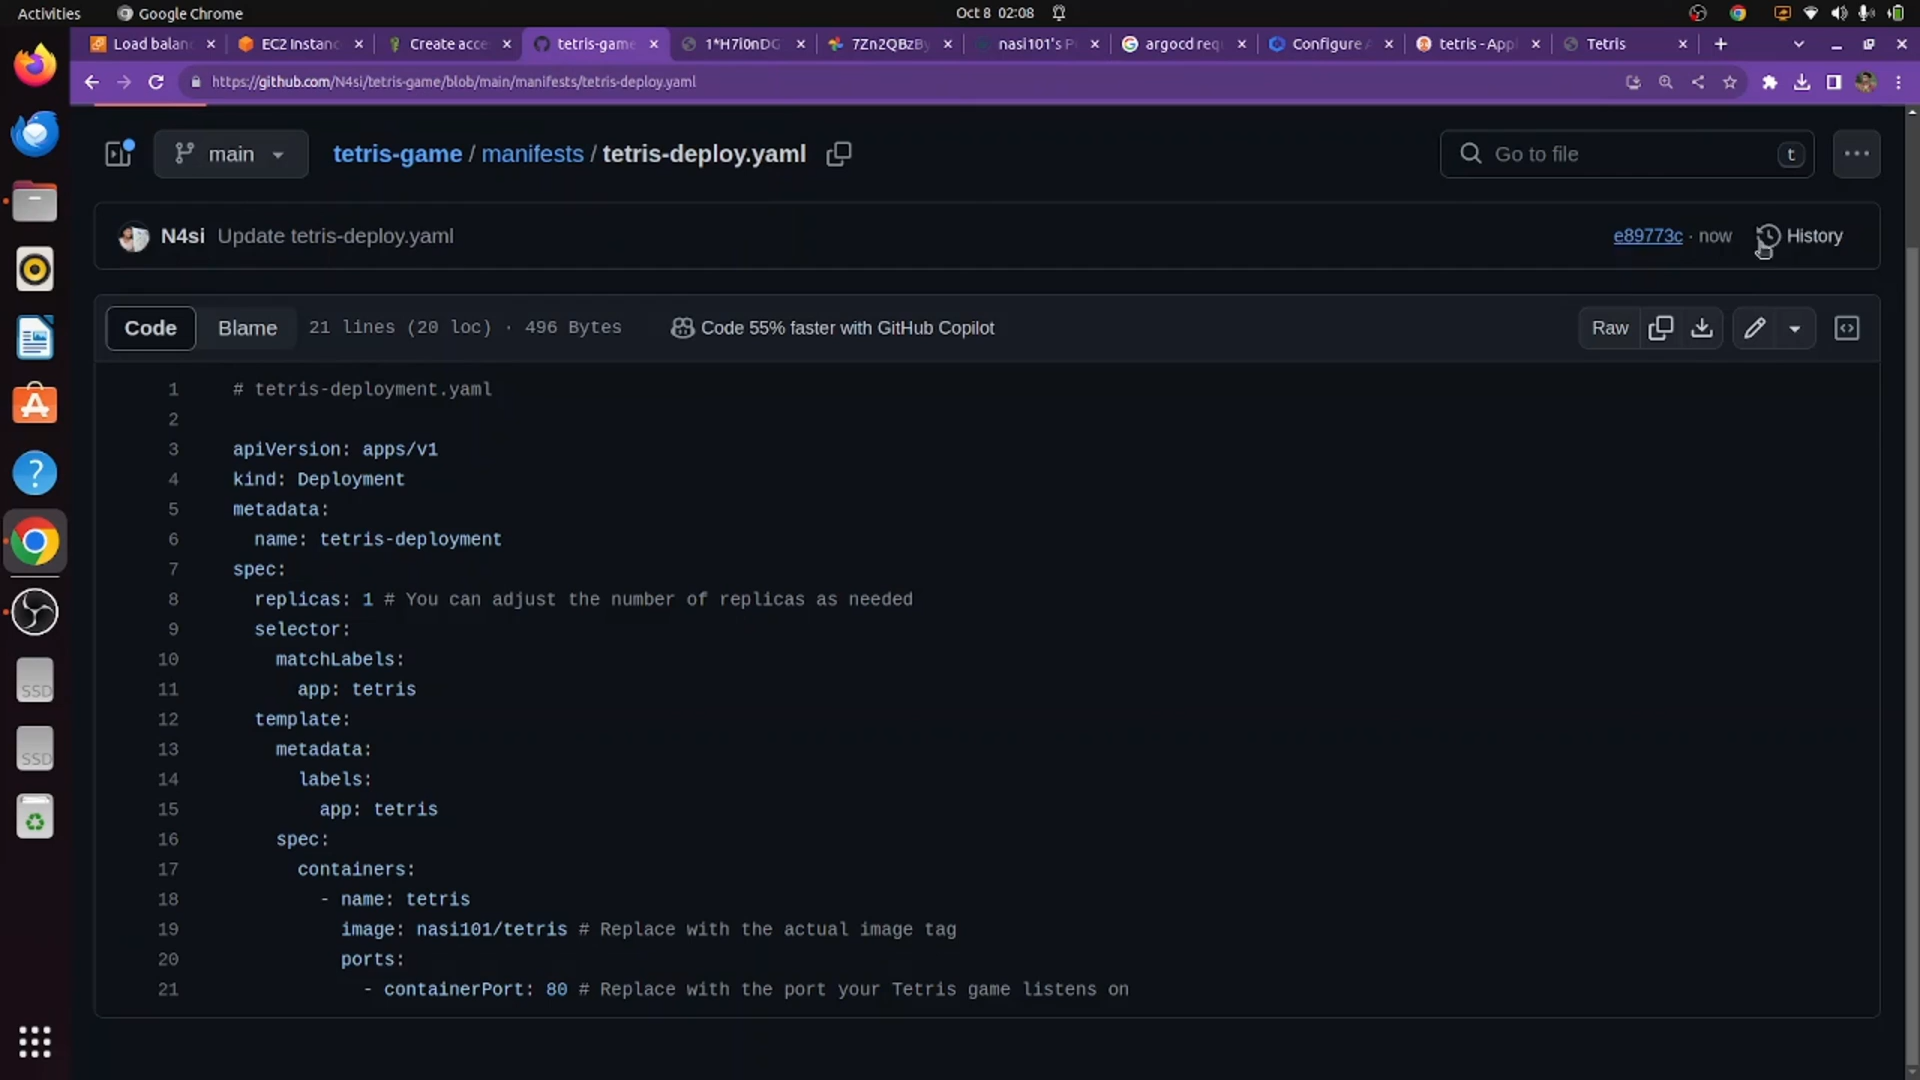 Activities Google Chrome Oct 8 02:08
Load balan EC2 Instanc Create acce tetris-game 1*H7i0nDG 7Zn2QBzBy nasi101's P argocd requ Configure A tetris - Appl Tetris
https://github.com/N4si/tetris-game/blob/main/manifests/tetris-deploy.yaml
main tetris-game / manifests / tetris-deploy.yaml Go to file t
N4si Update tetris-deploy.yaml e89773c · now History
Code Blame 21 lines (20 loc) · 496 Bytes Code 55% faster with GitHub Copilot Raw
1 # tetris-deployment.yaml
2
3 apiVersion: apps/v1
4 kind: Deployment
5 metadata:
6 name: tetris-deployment
7 spec:
8 replicas: 1 # You can adjust the number of replicas as needed
9 selector:
10 matchLabels:
11 app: tetris
12 template:
13 metadata:
14 labels:
15 app: tetris
16 spec:
17 containers:
18 - name: tetris
19 image: nasi101/tetris # Replace with the actual image tag
20 ports:
21 - containerPort: 80 # Replace with the port your Tetris game listens on
SSD
SSD